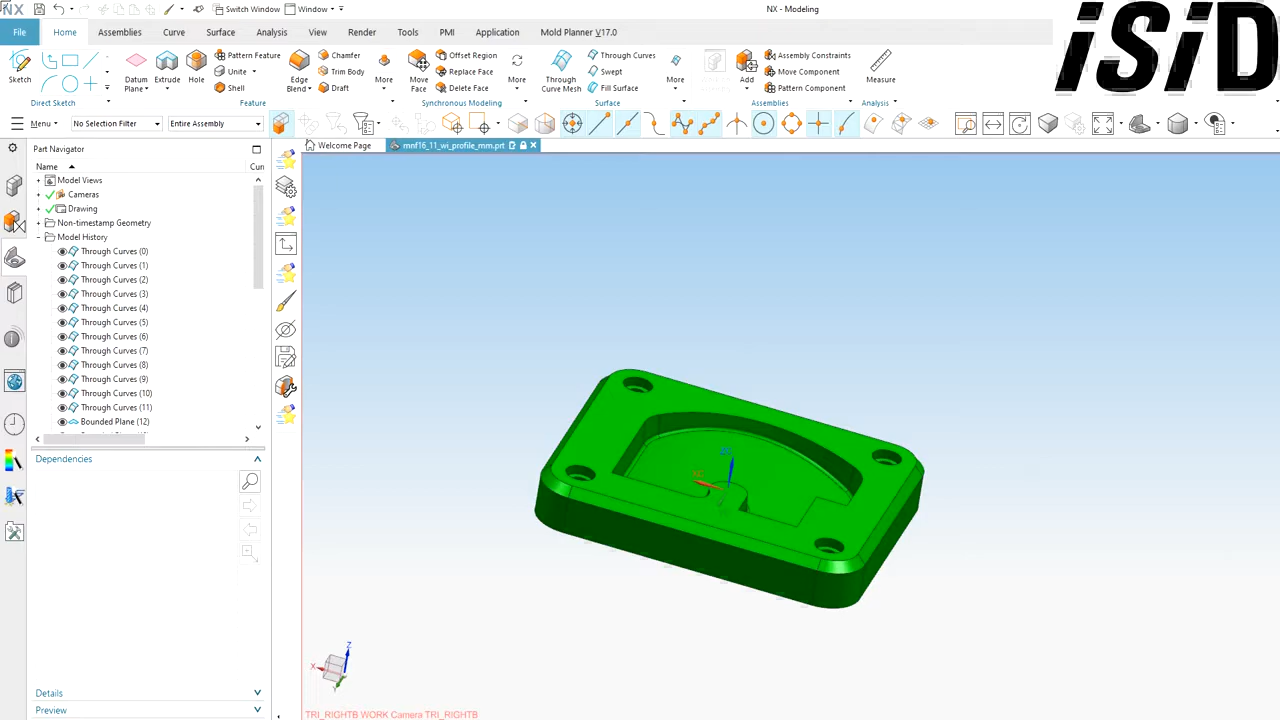 NX Switch Window Window NX - Modeling
iSiD
File Home Assemblies Curve Surface Analysis View Render Tools PMI Application Mold Planner V17.0
Sketch
Direct Sketch
Datum Plane
Extrude
Hole
Pattern Feature
Unite
Shell
Edge Blend
Chamfer
Trim Body
Draft
More
Feature
Move Face
Offset Region
Replace Face
Delete Face
More
Synchronous Modeling
Through Curve Mesh
Through Curves
Swept
Fill Surface
More
Surface
Add
Assembly Constraints
Move Component
Pattern Component
Assemblies
Measure
Analysis
Menu No Selection Filter Entire Assembly
Part Navigator
Welcome Page mnf16_11_wi_profile_mm.prt
Name Curr
Model Views
Cameras
Drawing
Non-timestamp Geometry
Model History
Through Curves (0)
Through Curves (1)
Through Curves (2)
Through Curves (3)
Through Curves (4)
Through Curves (5)
Through Curves (6)
Through Curves (7)
Through Curves (8)
Through Curves (9)
Through Curves (10)
Through Curves (11)
Bounded Plane (12)
Dependencies
ZC
XC
Z
X
Y
Details
Preview
TRI_RIGHTB WORK Camera TRI_RIGHTB